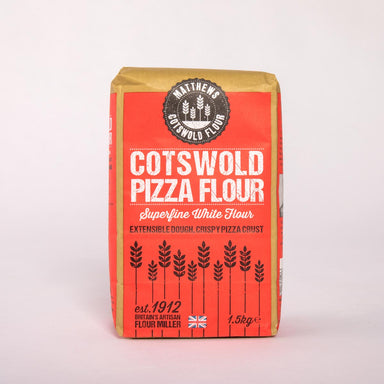 MATTHEWS
COTSWOLD FLOUR
COTSWOLD
PIZZA FLOUR
Superfine White Flour
EXTENSIBLE DOUGH, CRISPY PIZZA CRUST
est.1912
BRITAIN'S ARTISAN
FLOUR MILLER
1.5kg℮